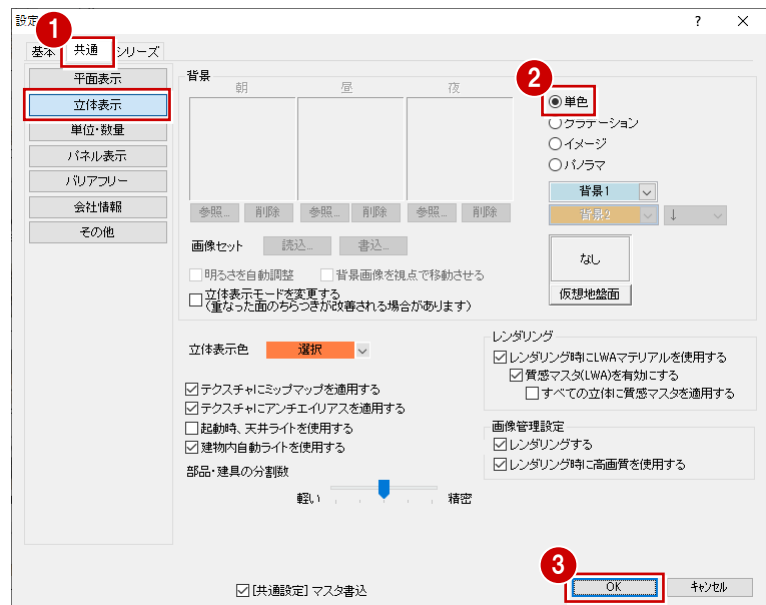 設定
? ×
1
基本 共通 シリーズ
平面表示
立体表示
単位・数量
パネル表示
バリアフリー
会社情報
その他
背景
朝 昼 夜
参照... 削除 参照... 削除 参照... 削除
2
単色
グラデーション
イメージ
パノラマ
背景1
背景2 ↓
画像セット 読込... 書込...
なし
仮想地盤面
明るさを自動調整 背景画像を視点で移動させる
立体表示モードを変更する
(重なった面のちらつきが改善される場合があります)
立体表示色 選択
テクスチャにミップマップを適用する
テクスチャにアンチエイリアスを適用する
起動時、天井ライトを使用する
建物内自動ライトを使用する
部品・建具の分割数
軽い 精密
レンダリング
レンダリング時にLWAマテリアルを使用する
質感マスタ(LWA)を有効にする
すべての立体に質感マスタを適用する
画像管理設定
レンダリングする
レンダリング時に高画質を使用する
[共通設定] マスタ書込
3
OK キャンセル